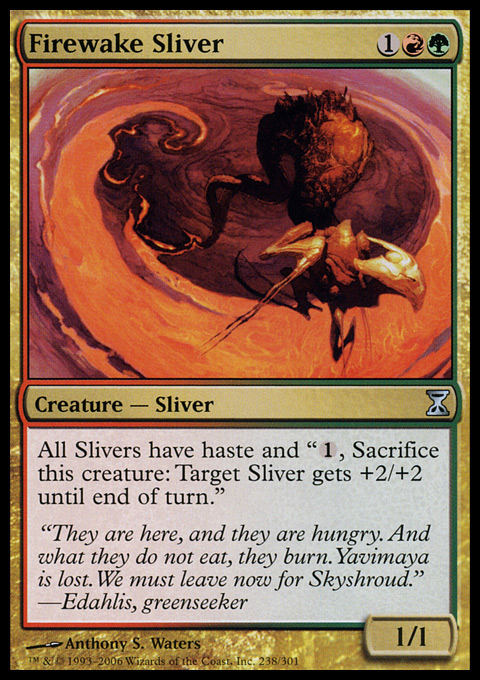 Firewake Sliver 1
Creature — Sliver
All Slivers have haste and “1, Sacrifice
this creature: Target Sliver gets +2/+2
until end of turn.”
“They are here, and they are hungry. And
what they do not eat, they burn. Yavimaya
is lost. We must leave now for Skyshroud.”
—Edahlis, greenseeker
1/1
Anthony S. Waters
™ & © 1993–2006 Wizards of the Coast, Inc. 238/301